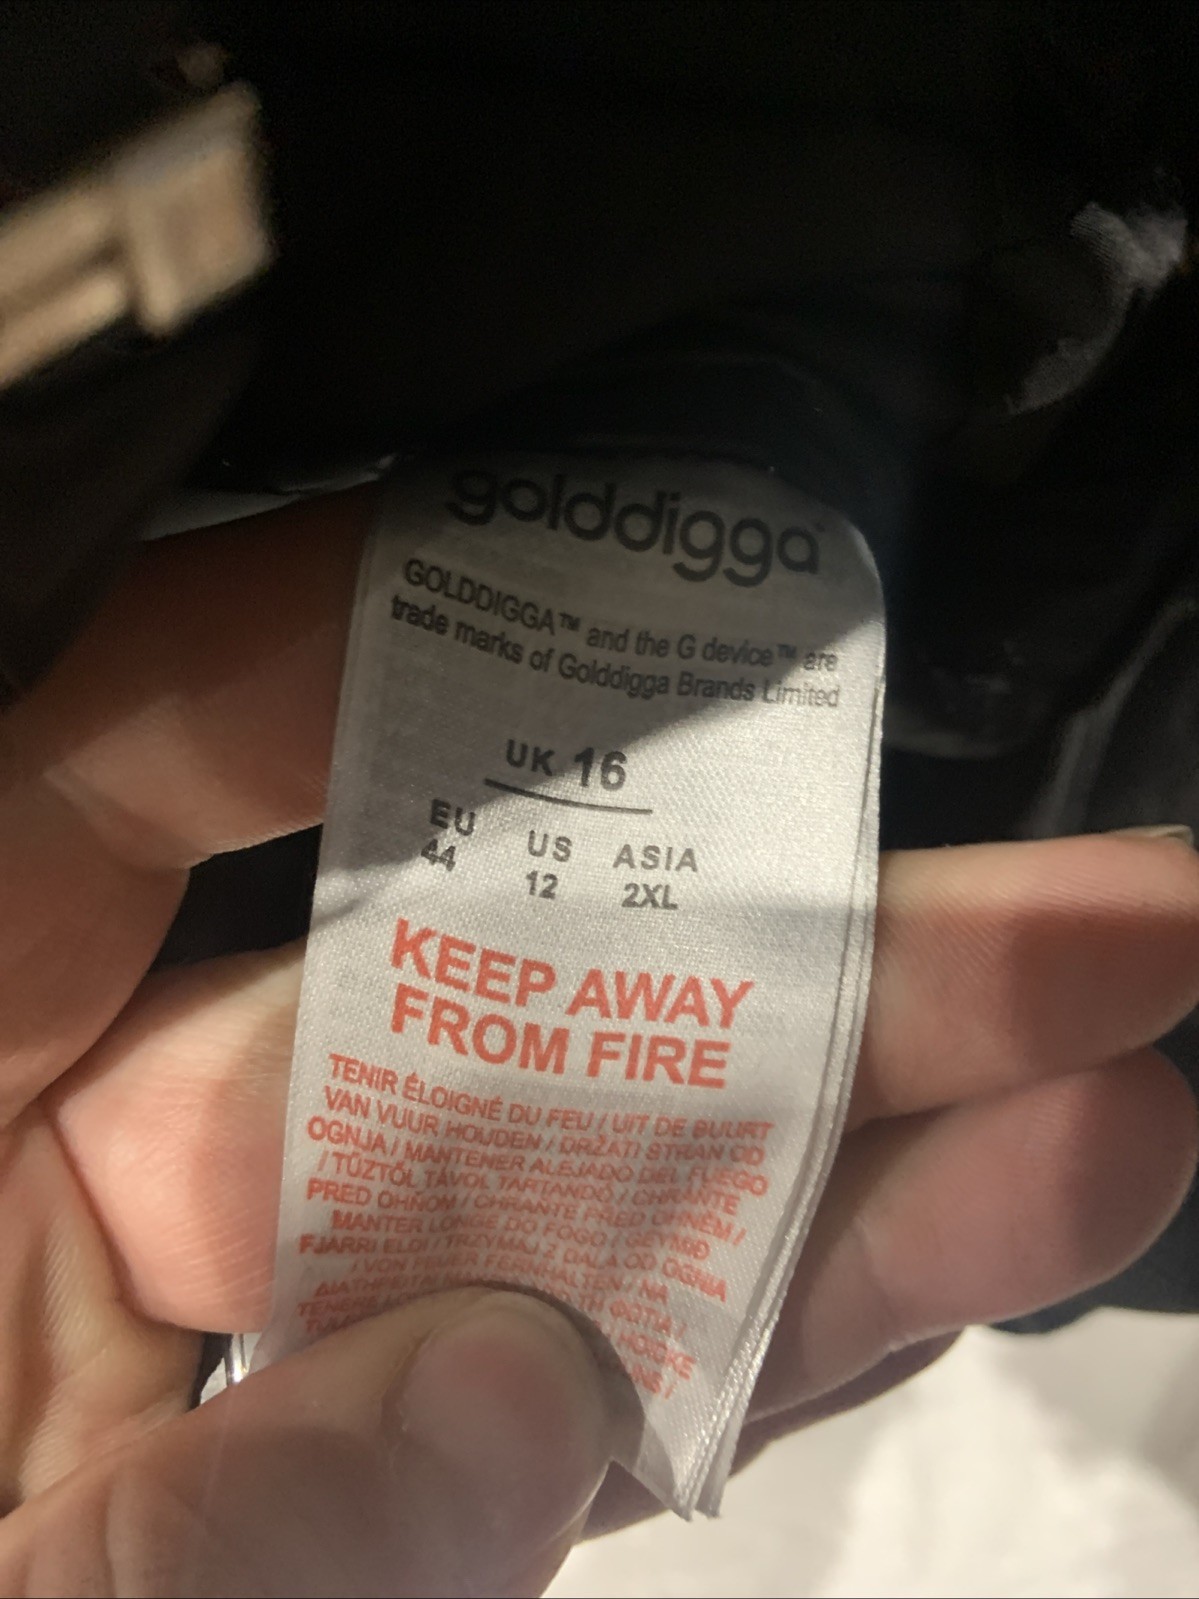 golddigga
GOLDDIGGA™ and the G device™ are
trade marks of Golddigga Brands Limited
UK 16
EU US ASIA
44 12 2XL
KEEP AWAY
FROM FIRE
TENIR ÉLOIGNÉ DU FEU / UIT DE BUURT
VAN VUUR HOUDEN / DRŽATI STRAN OD
OGNJA / MANTENER ALEJADO DEL FUEGO
/ TŰZTŐL TÁVOL TARTANDÓ / CHRÁNTE
PRED OHŇOM / CHRAŇTE PŘED OHNĚM /
MANTER LONGE DO FOGO / GEYMIÐ
FJARRI ELDI / TRZYMAJ Z DALA OD OGNIA
/ VON FEUER FERNHALTEN / NA
ΦΩΤΙΑ /